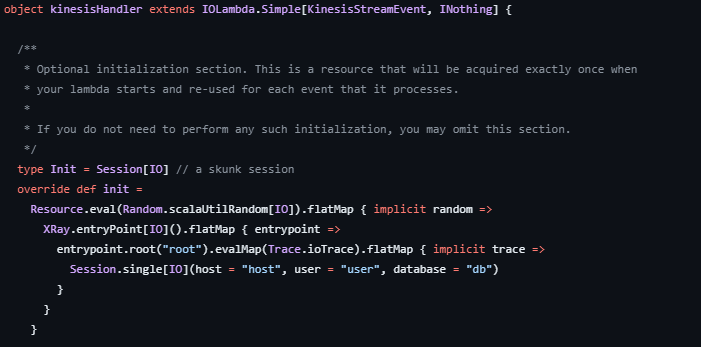 object kinesisHandler extends IOLambda.Simple[KinesisStreamEvent, INothing] {
/**
* Optional initialization section. This is a resource that will be acquired exactly once when
* your lambda starts and re-used for each event that it processes.
*
* If you do not need to perform any such initialization, you may omit this section.
*/
type Init = Session[IO] // a skunk session
override def init =
Resource.eval(Random.scalaUtilRandom[IO]).flatMap { implicit random =>
XRay.entryPoint[IO]().flatMap { entrypoint =>
entrypoint.root("root").evalMap(Trace.ioTrace).flatMap { implicit trace =>
Session.single[IO](host = "host", user = "user", database = "db")
}
}
}